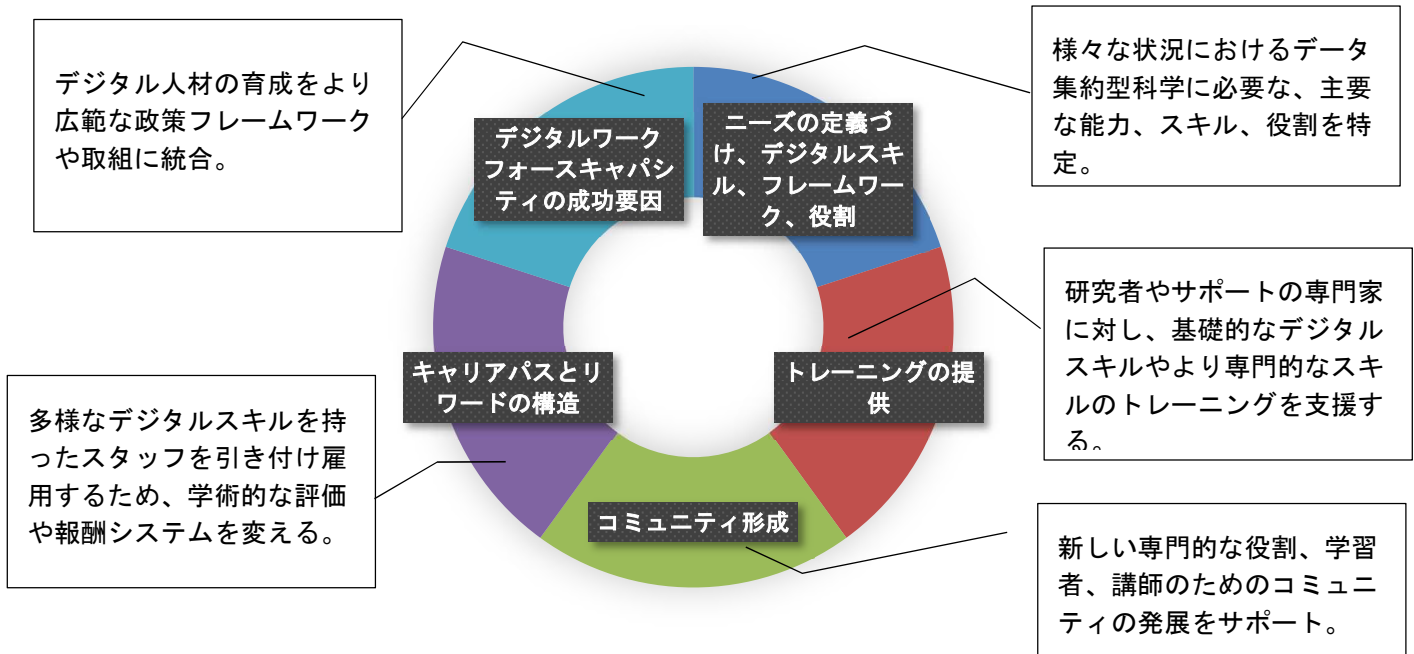 デジタル人材の育成をより
広範な政策フレームワーク
や取組に統合。
様々な状況におけるデータ
集約型科学に必要な、主要
な能力、スキル、役割を特
定。
デジタルワーク
フォースキャパシ
ティの成功要因
ニーズの定義づ
け、デジタルスキ
ル、フレームワー
ク、役割
研究者やサポートの専門家
に対し、基礎的なデジタル
スキルやより専門的なスキ
ルのトレーニングを支援す
る。
キャリアパスとリ
ワードの構造
トレーニングの提
供
多様なデジタルスキルを持
ったスタッフを引き付け雇
用するため、学術的な評価
や報酬システムを変える。
コミュニティ形成
新しい専門的な役割、学習
者、講師のためのコミュニ
ティの発展をサポート。